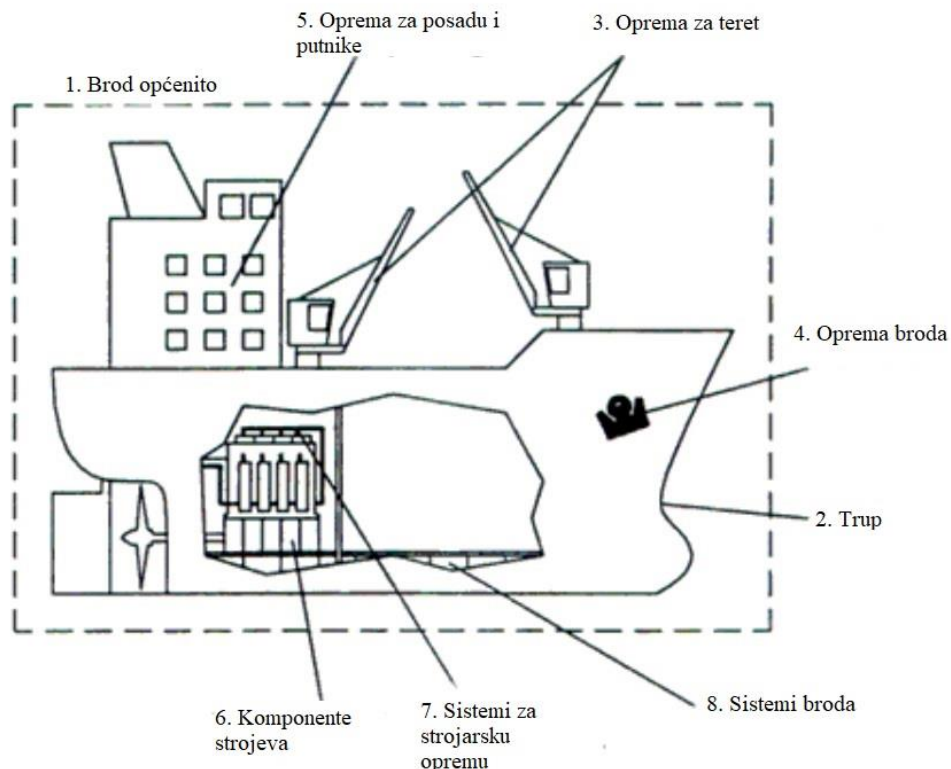 5. Oprema za posadu i
putnike
3. Oprema za teret
1. Brod općenito
4. Oprema broda
2. Trup
6. Komponente
strojeva
7. Sistemi za
strojarsku
opremu
8. Sistemi broda